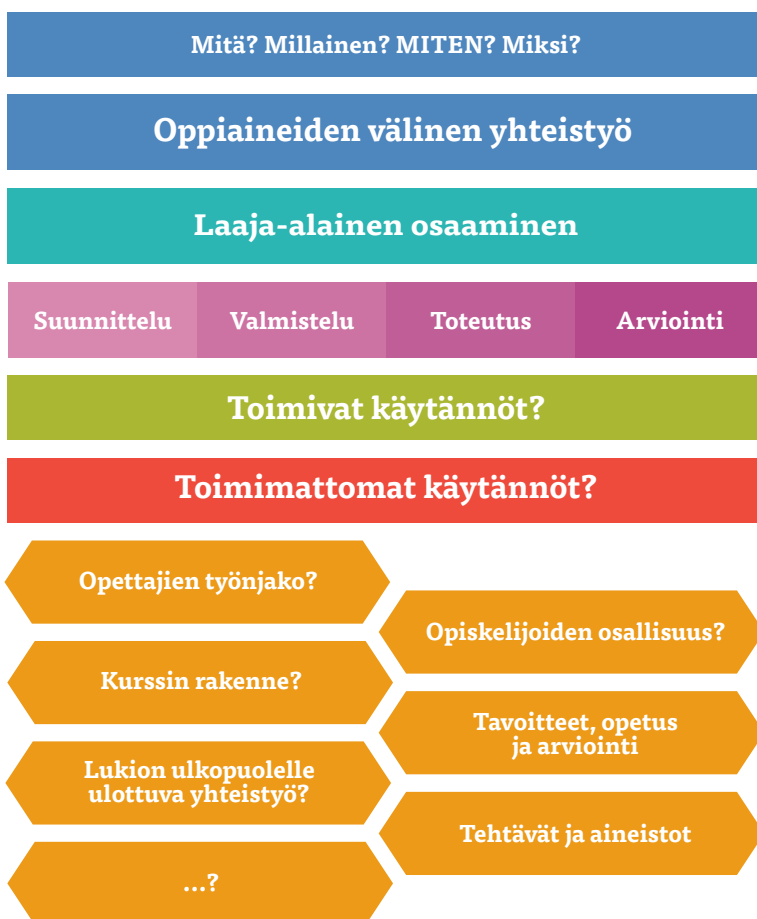 Mitä? Millainen? MITEN? Miksi?
Oppiaineiden välinen yhteistyö
Laaja-alainen osaaminen
Suunnittelu
Valmistelu
Toteutus
Arviointi
Toimivat käytännöt?
Toimimattomat käytännöt?
Opettajien työnjako?
Opiskelijoiden osallisuus?
Kurssin rakenne?
Tavoitteet, opetus
ja arviointi
Lukion ulkopuolelle
ulottuva yhteistyö?
Tehtävät ja aineistot
...?